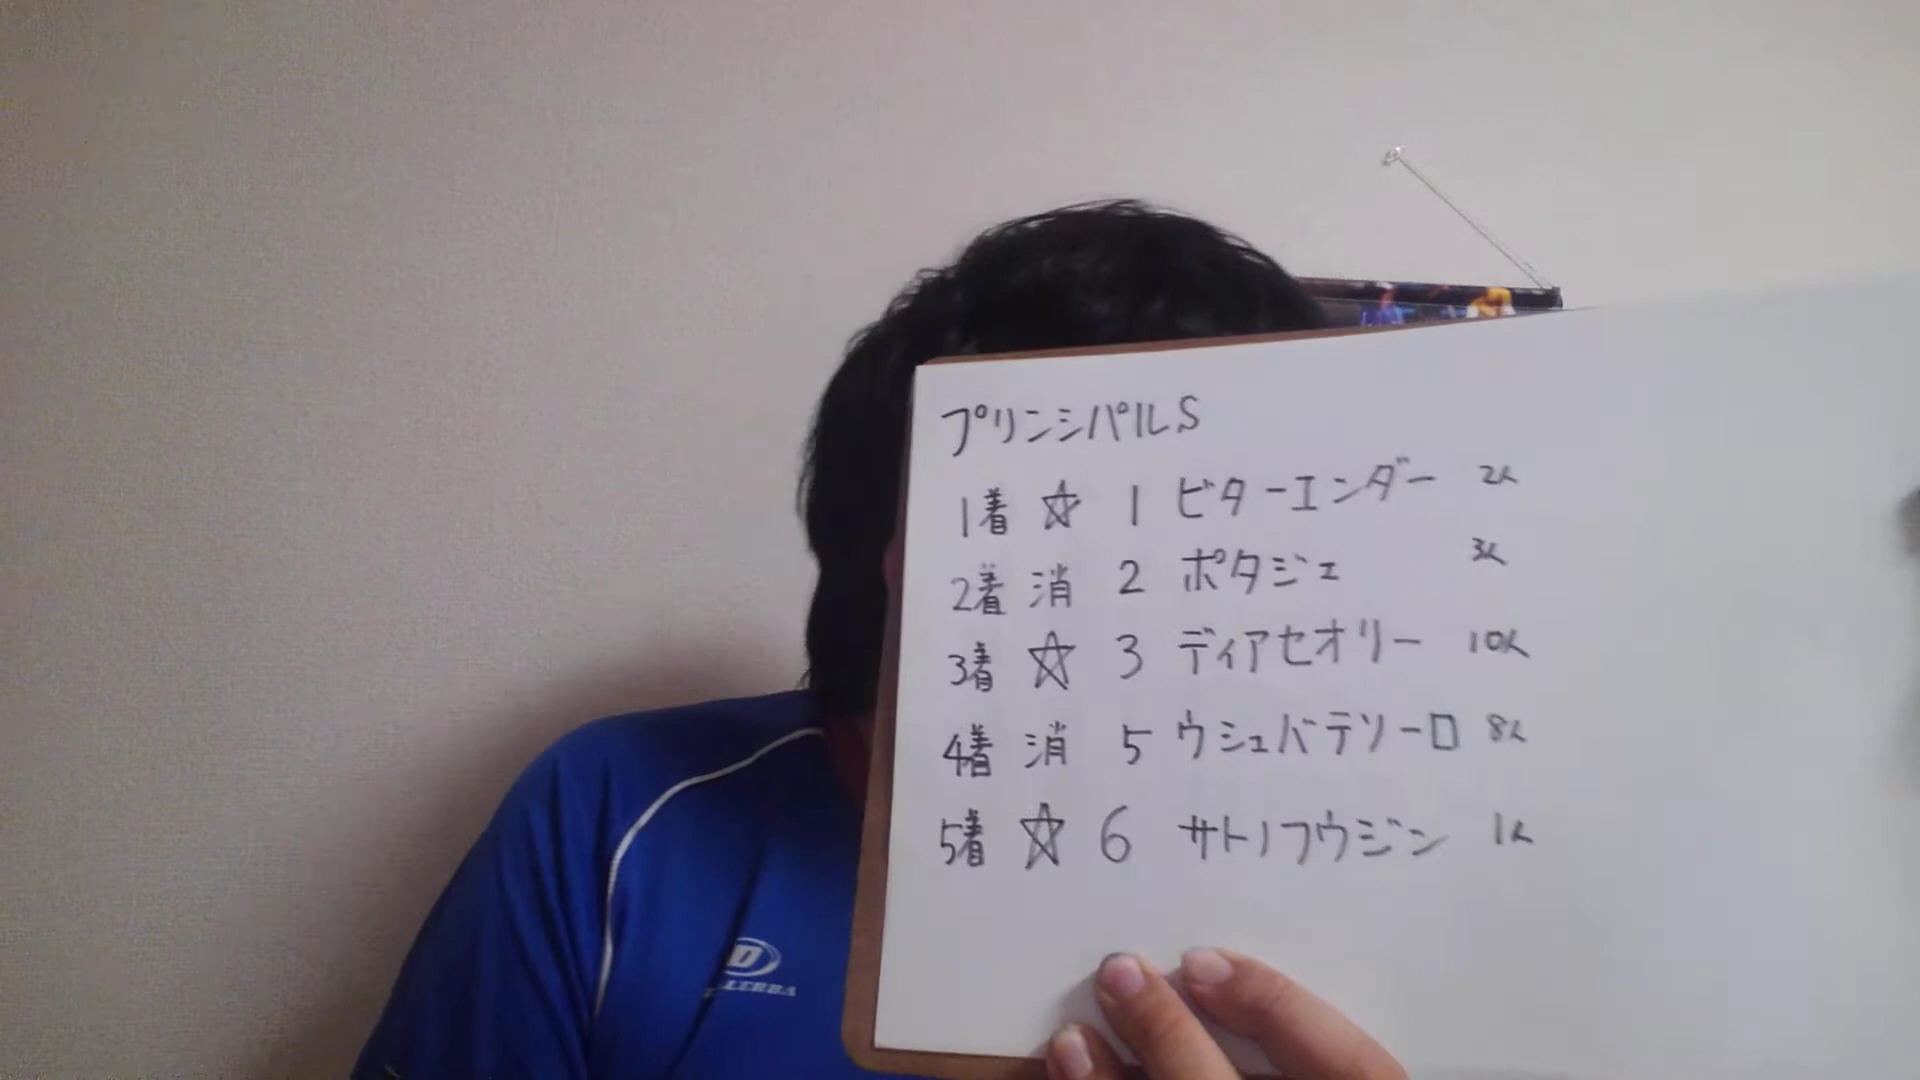 プリンシパルS
1着 ☆ 1 ビターエンダー 2人
2着 消 2 ポタジェ 3人
3着 ☆ 3 ディアセオリー 10人
4着 消 5 ウシュバテソーロ 8人
5着 ☆ 6 サトノフウジン 1人